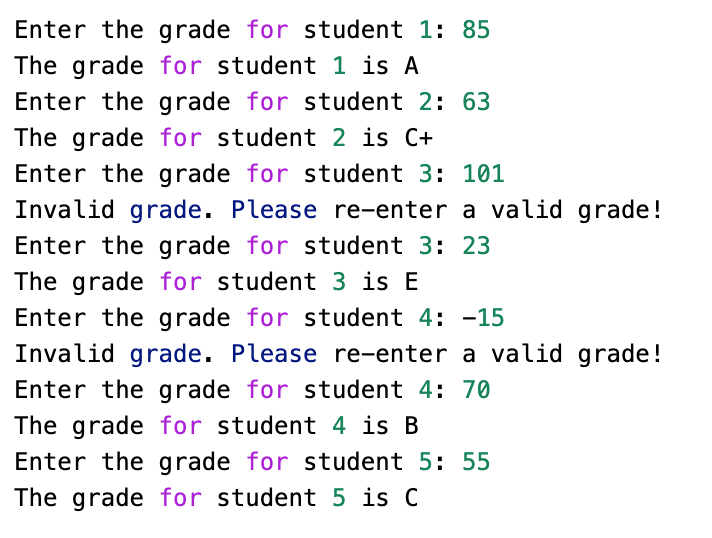 Enter the grade for student 1: 85
The grade for student 1 is A
Enter the grade for student 2: 63
The grade for student 2 is C+
Enter the grade for student 3: 101
Invalid grade. Please re-enter a valid grade!
Enter the grade for student 3: 23
The grade for student 3 is E
Enter the grade for student 4: -15
Invalid grade. Please re-enter a valid grade!
Enter the grade for student 4: 70
The grade for student 4 is B
Enter the grade for student 5: 55
The grade for student 5 is C